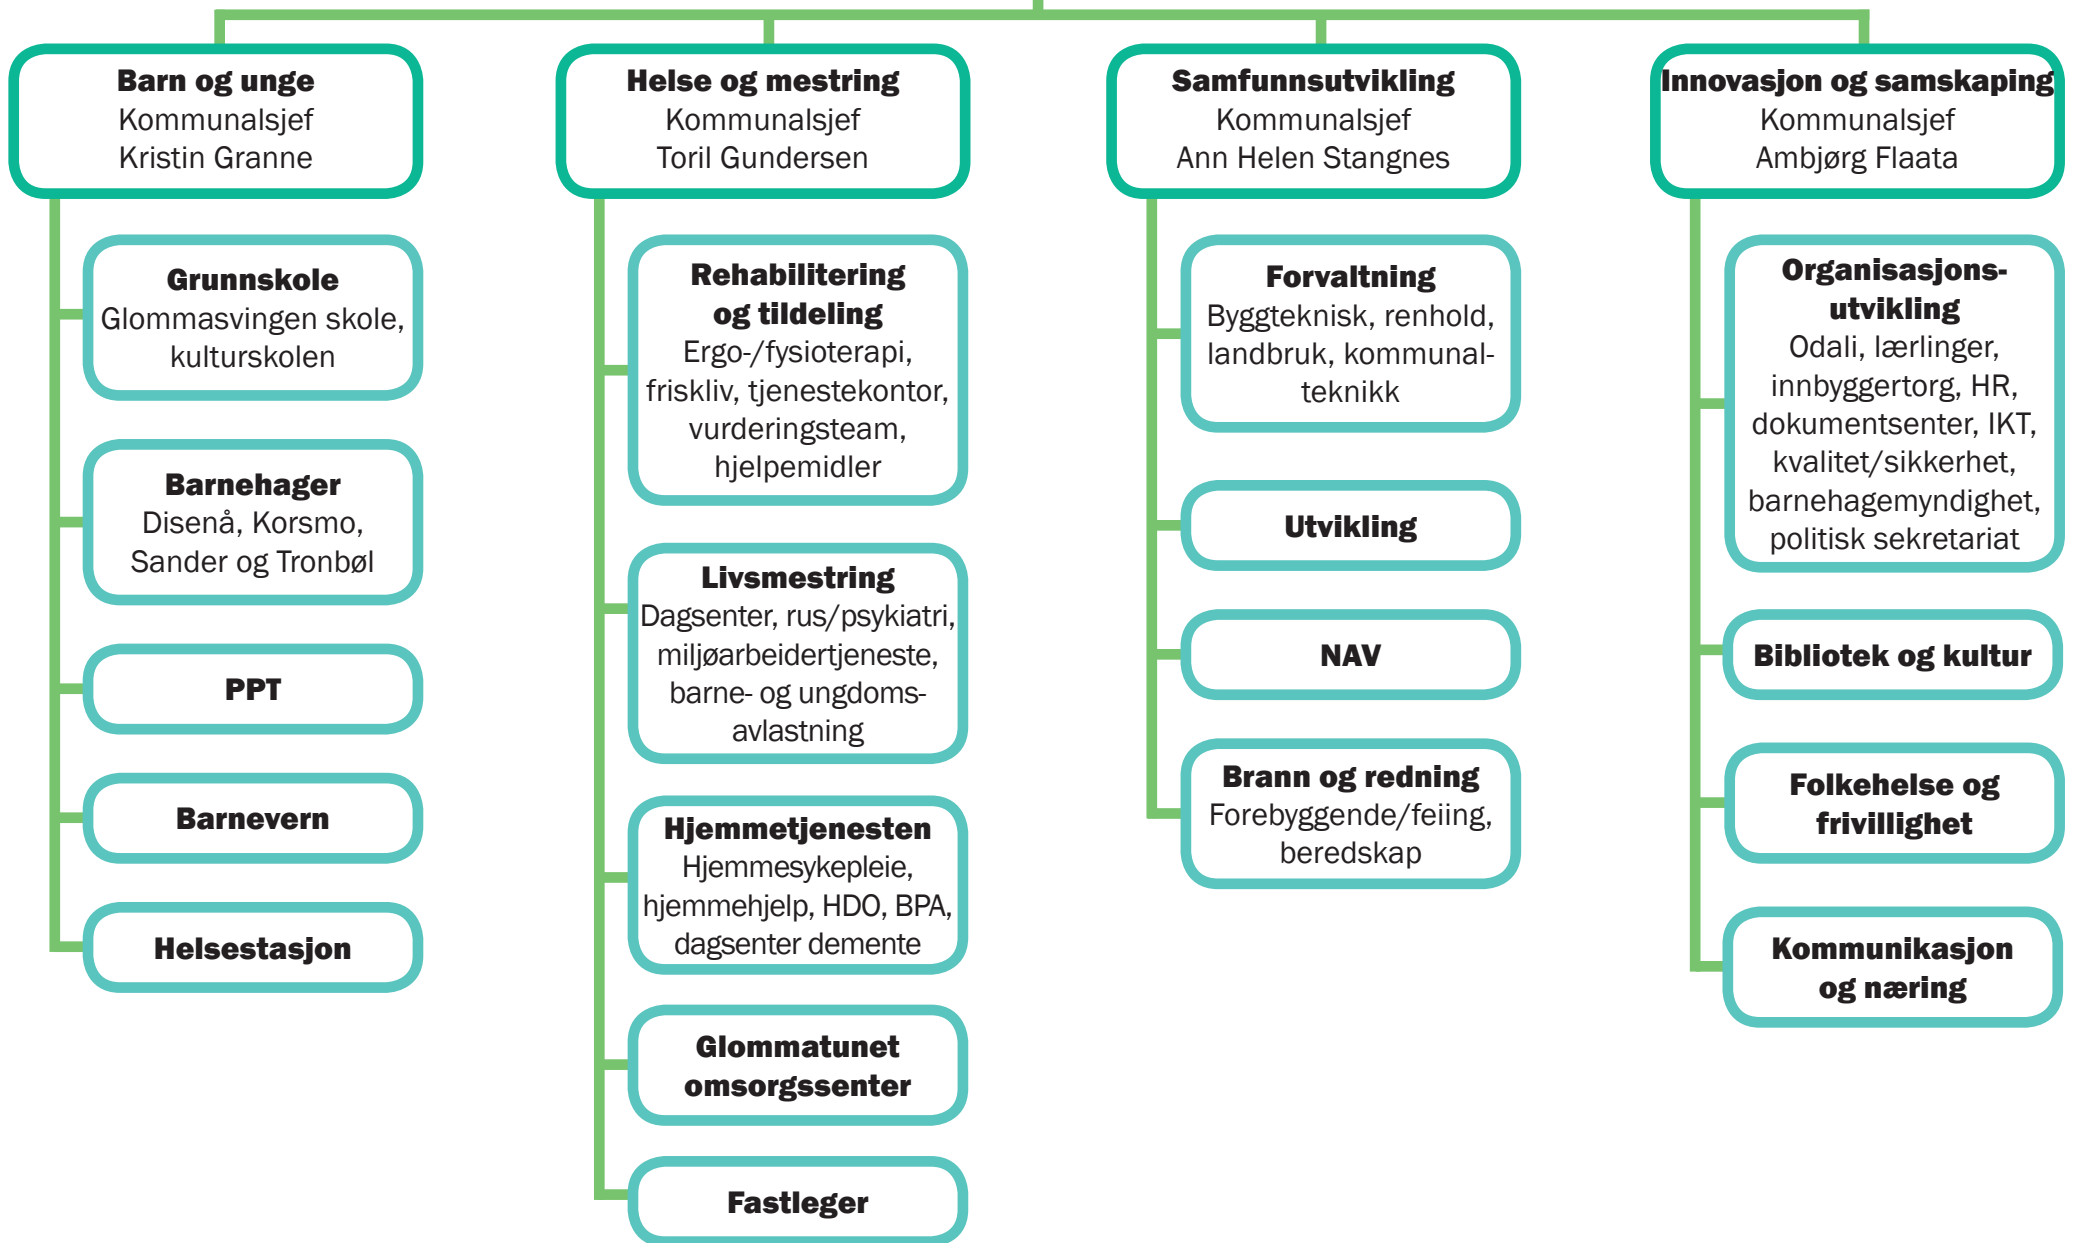 Barn og unge
Kommunalsjef
Kristin Granne
Grunnskole
Glommasvingen skole,
kulturskolen
Barnehager
Disenå, Korsmo,
Sander og Tronbøl
PPT
Barnevern
Helsestasjon
Helse og mestring
Kommunalsjef
Toril Gundersen
Rehabilitering
og tildeling
Ergo-/fysioterapi,
friskliv, tjenestekontor,
vurderingsteam,
hjelpemidler
Livsmestring
Dagsenter, rus/psykiatri,
miljøarbeidertjeneste,
barne- og ungdoms-
avlastning
Hjemmetjenesten
Hjemmesykepleie,
hjemmehjelp, HDO, BPA,
dagsenter demente
Glommatunet
omsorgssenter
Fastleger
Samfunnsutvikling
Kommunalsjef
Ann Helen Stangnes
Forvaltning
Byggteknisk, renhold,
landbruk, kommunal-
teknikk
Utvikling
NAV
Brann og redning
Forebyggende/feiing,
beredskap
Innovasjon og samskaping
Kommunalsjef
Ambjørg Flaata
Organisasjons-
utvikling
Odali, lærlinger,
innbyggertorg, HR,
dokumentsenter, IKT,
kvalitet/sikkerhet,
barnehagemyndighet,
politisk sekretariat
Bibliotek og kultur
Folkehelse og
frivillighet
Kommunikasjon
og næring